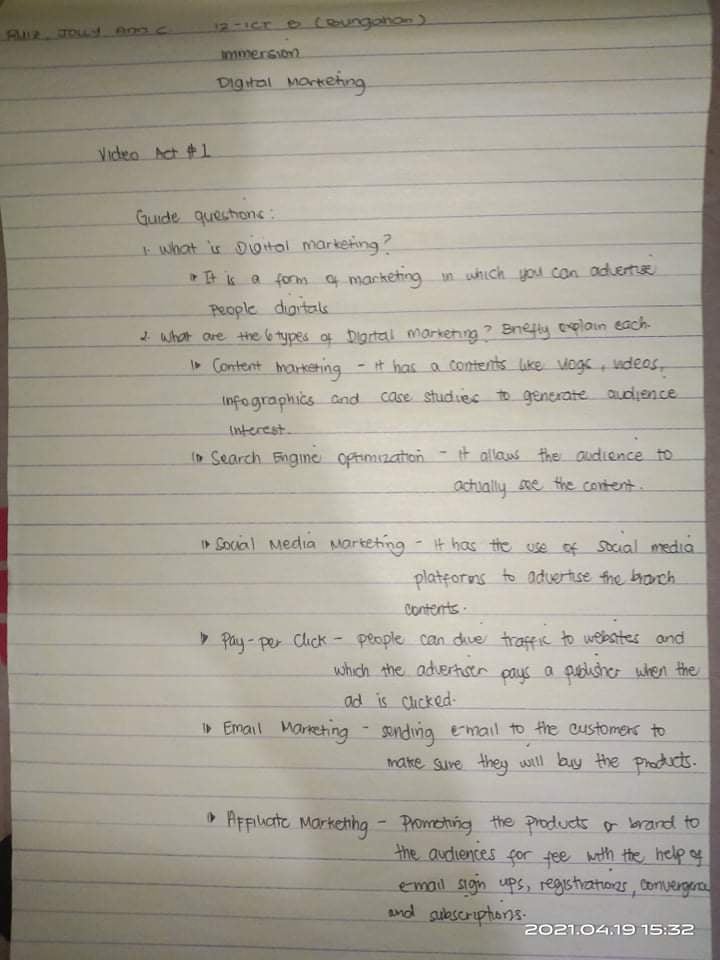 Ruiz, Jolly Ann C. 12-ICT B (Bungahan)
Immersion
Digital Marketing
Video Act #1
Guide questions:
1. What is Digital marketing?
It is a form of marketing in which you can advertise
People digitals
2. What are the 6 types of Digital marketing? Briefly explain each.
Content marketing - it has a contents like vlogs, videos,
infographics and case studies to generate audience
interest.
Search Engine Optimization - It allows the audience to
actually see the content.
Social Media Marketing - It has the use of social media
platforms to advertise the branch
contents.
Pay-per Click - people can drive traffic to websites and
which the advertiser pays a publisher when the
ad is clicked.
Email Marketing - sending e-mail to the customers to
make sure they will buy the products.
Affiliate Marketing - Promoting the products or brand to
the audiences for fee with the help of
e-mail sign ups, registrations,
and subscriptions.
2021.04.19 15:32